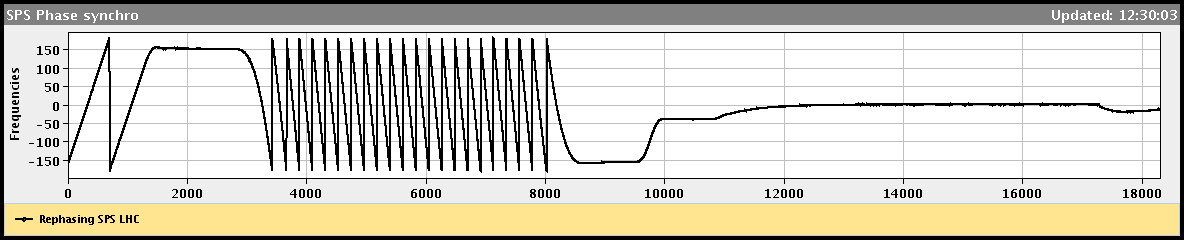 SPS Phase synchro Updated: 12:30:03
Frequencies
150
100
50
0
-50
-100
-150
0 2000 4000 6000 8000 10000 12000 14000 16000 18000
Rephasing SPS LHC